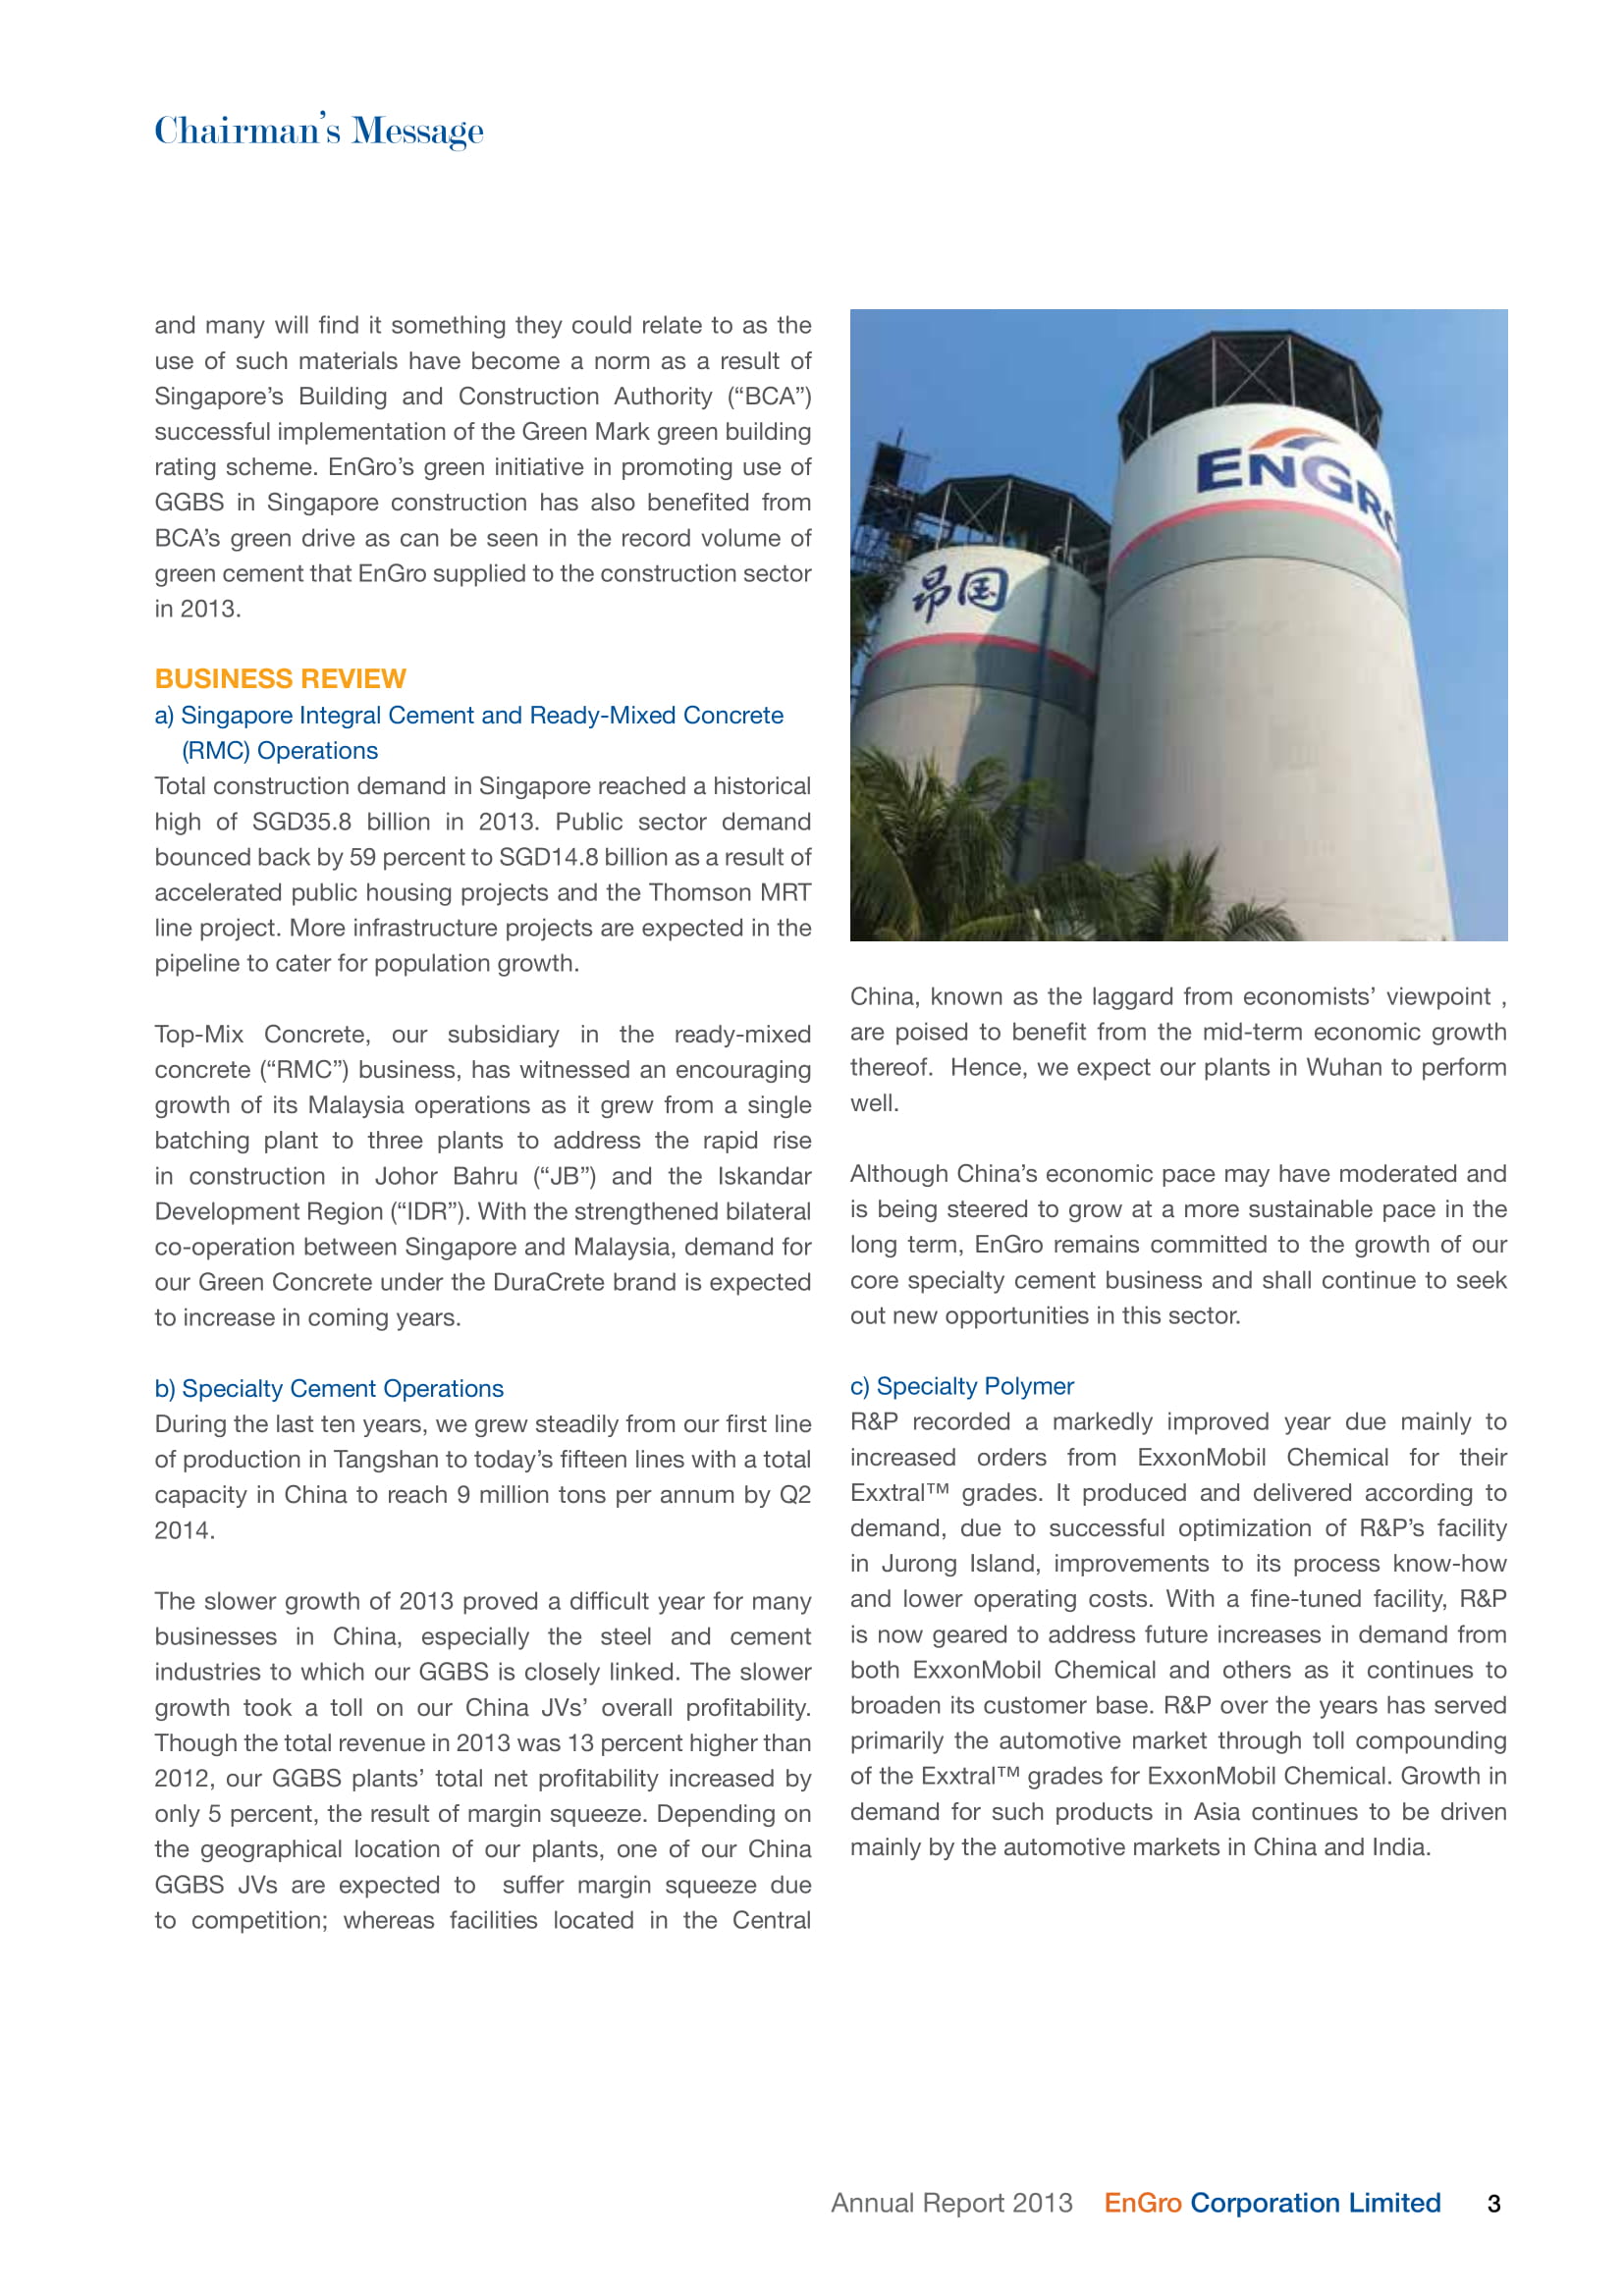 Chairman's Message
and many will find it something they could relate to as the
use of such materials have become a norm as a result of
Singapore's Building and Construction Authority (“BCA”)
successful implementation of the Green Mark green building
rating scheme. EnGro's green initiative in promoting use of
GGBS in Singapore construction has also benefited from
BCA's green drive as can be seen in the record volume of
green cement that EnGro supplied to the construction sector
in 2013.
BUSINESS REVIEW
a) Singapore Integral Cement and Ready-Mixed Concrete
(RMC) Operations
Total construction demand in Singapore reached a historical
high of SGD35.8 billion in 2013. Public sector demand
bounced back by 59 percent to SGD14.8 billion as a result of
accelerated public housing projects and the Thomson MRT
line project. More infrastructure projects are expected in the
pipeline to cater for population growth.
Top-Mix Concrete, our subsidiary in the ready-mixed
concrete (“RMC”) business, has witnessed an encouraging
growth of its Malaysia operations as it grew from a single
batching plant to three plants to address the rapid rise
in construction in Johor Bahru (“JB”) and the Iskandar
Development Region (“IDR”). With the strengthened bilateral
co-operation between Singapore and Malaysia, demand for
our Green Concrete under the DuraCrete brand is expected
to increase in coming years.
b) Specialty Cement Operations
During the last ten years, we grew steadily from our first line
of production in Tangshan to today's fifteen lines with a total
capacity in China to reach 9 million tons per annum by Q2
2014.
The slower growth of 2013 proved a difficult year for many
businesses in China, especially the steel and cement
industries to which our GGBS is closely linked. The slower
growth took a toll on our China JVs' overall profitability.
Though the total revenue in 2013 was 13 percent higher than
2012, our GGBS plants' total net profitability increased by
only 5 percent, the result of margin squeeze. Depending on
the geographical location of our plants, one of our China
GGBS JVs are expected to suffer margin squeeze due
to competition; whereas facilities located in the Central
ENGRO
昂国
China, known as the laggard from economists' viewpoint ,
are poised to benefit from the mid-term economic growth
thereof. Hence, we expect our plants in Wuhan to perform
well.
Although China's economic pace may have moderated and
is being steered to grow at a more sustainable pace in the
long term, EnGro remains committed to the growth of our
core specialty cement business and shall continue to seek
out new opportunities in this sector.
c) Specialty Polymer
R&P recorded a markedly improved year due mainly to
increased orders from ExxonMobil Chemical for their
Exxtral™ grades. It produced and delivered according to
demand, due to successful optimization of R&P's facility
in Jurong Island, improvements to its process know-how
and lower operating costs. With a fine-tuned facility, R&P
is now geared to address future increases in demand from
both ExxonMobil Chemical and others as it continues to
broaden its customer base. R&P over the years has served
primarily the automotive market through toll compounding
of the Exxtral™ grades for ExxonMobil Chemical. Growth in
demand for such products in Asia continues to be driven
mainly by the automotive markets in China and India.
Annual Report 2013 EnGro Corporation Limited 3